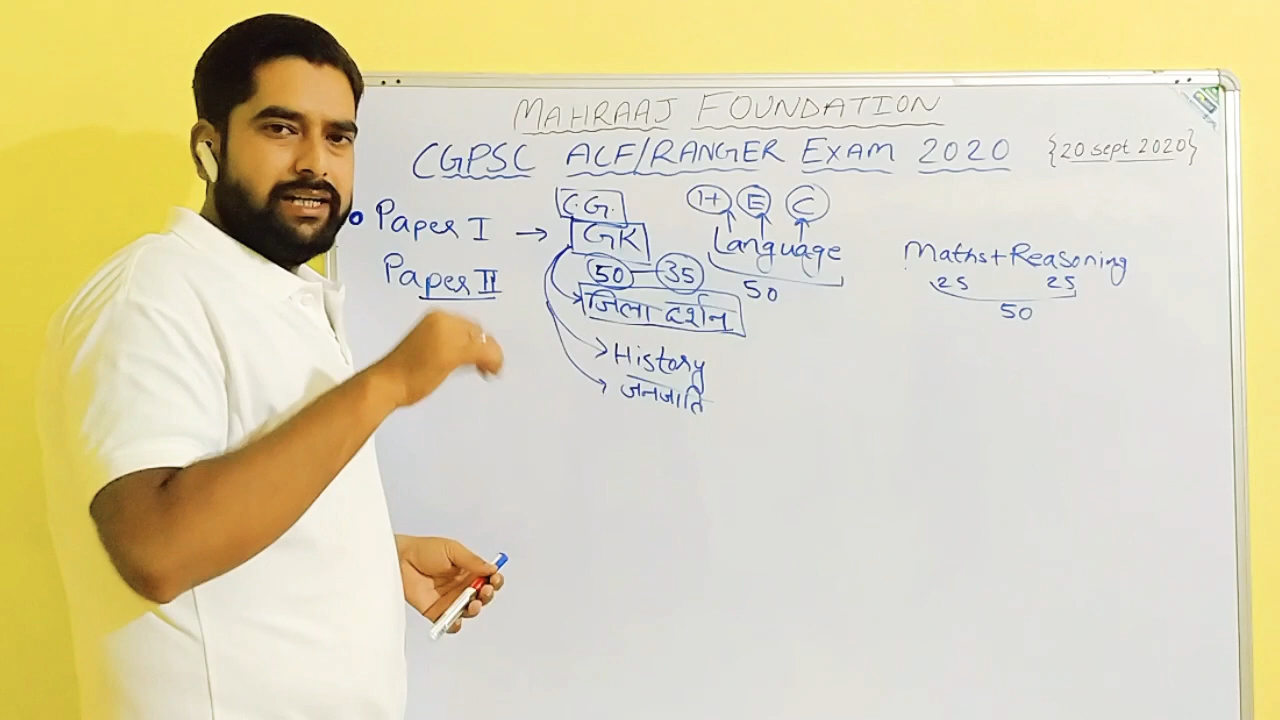 MAHRAAJ FOUNDATION
CGPSC ACF/RANGER EXAM 2020 {20 sept 2020}
C.G. H E C
Paper I → GK Language Maths+Reasoning
Paper II 50 - 35 50 25 25
50
जिला दर्शन
History
जनजाति